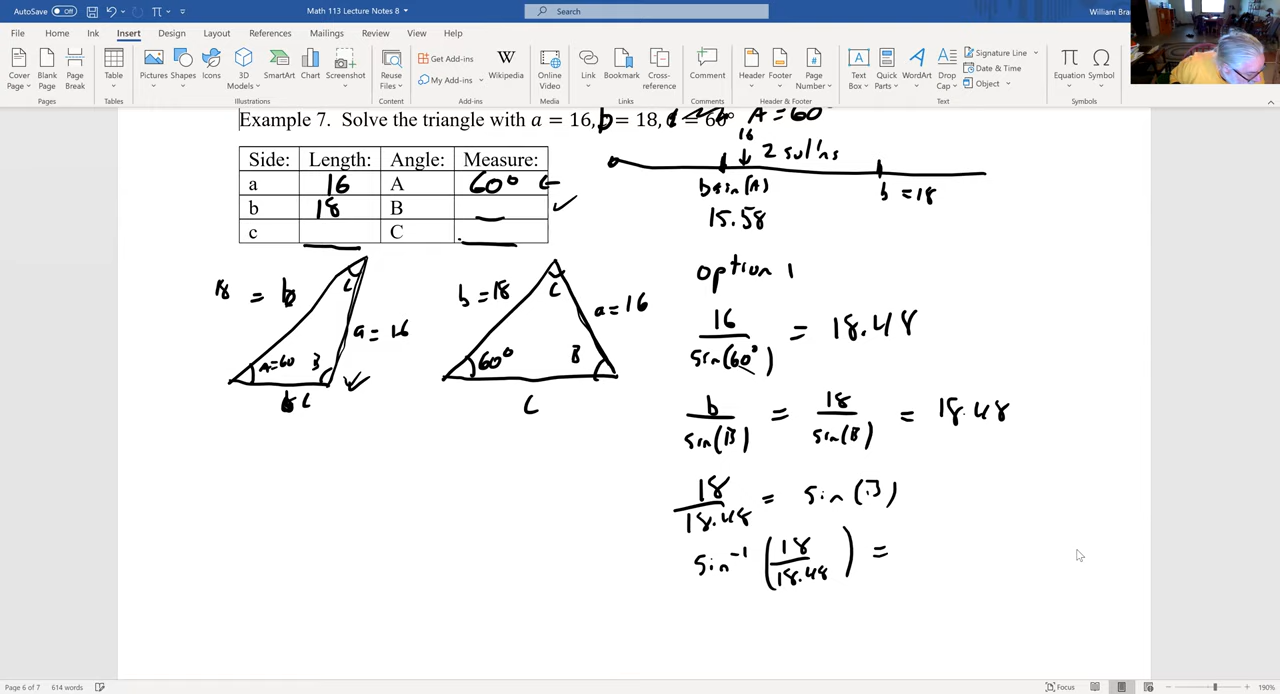 AutoSave Off
Math 113 Lecture Notes 8
Search
William Bra
File Home Ink Insert Design Layout References Mailings Review View Help
Cover Page Blank Page Page Break
Pages
Table
Tables
Pictures Shapes Icons 3D Models SmartArt Chart Screenshot
Illustrations
Reuse Files
Content
Get Add-ins
My Add-ins
Wikipedia
Add-ins
Online Video
Media
Link Bookmark Cross-reference
Links
Comment
Comments
Header Footer Page Number
Header & Footer
Text Box Quick Parts WordArt Drop Cap
Signature Line
Date & Time
Object
Text
Equation Symbol
Symbols
Example 7. Solve the triangle with a = 16, b = 18, = 60° A = 60°
Side: Length: Angle: Measure:
a 16 A 60°
b 18 B
c C
16
2 sol'ns
b sin(A)
b = 18
15.58
18 = b
C
a = 16
A=60 B
C
b = 18
C
a = 16
60° B
C
option 1
16 / sin(60°) = 18.48
b / sin(B) = 18 / sin(B) = 18.48
18 / 18.48 = sin(B)
sin⁻¹ (18 / 18.48) =
Page 6 of 7 614 words
Focus
190%